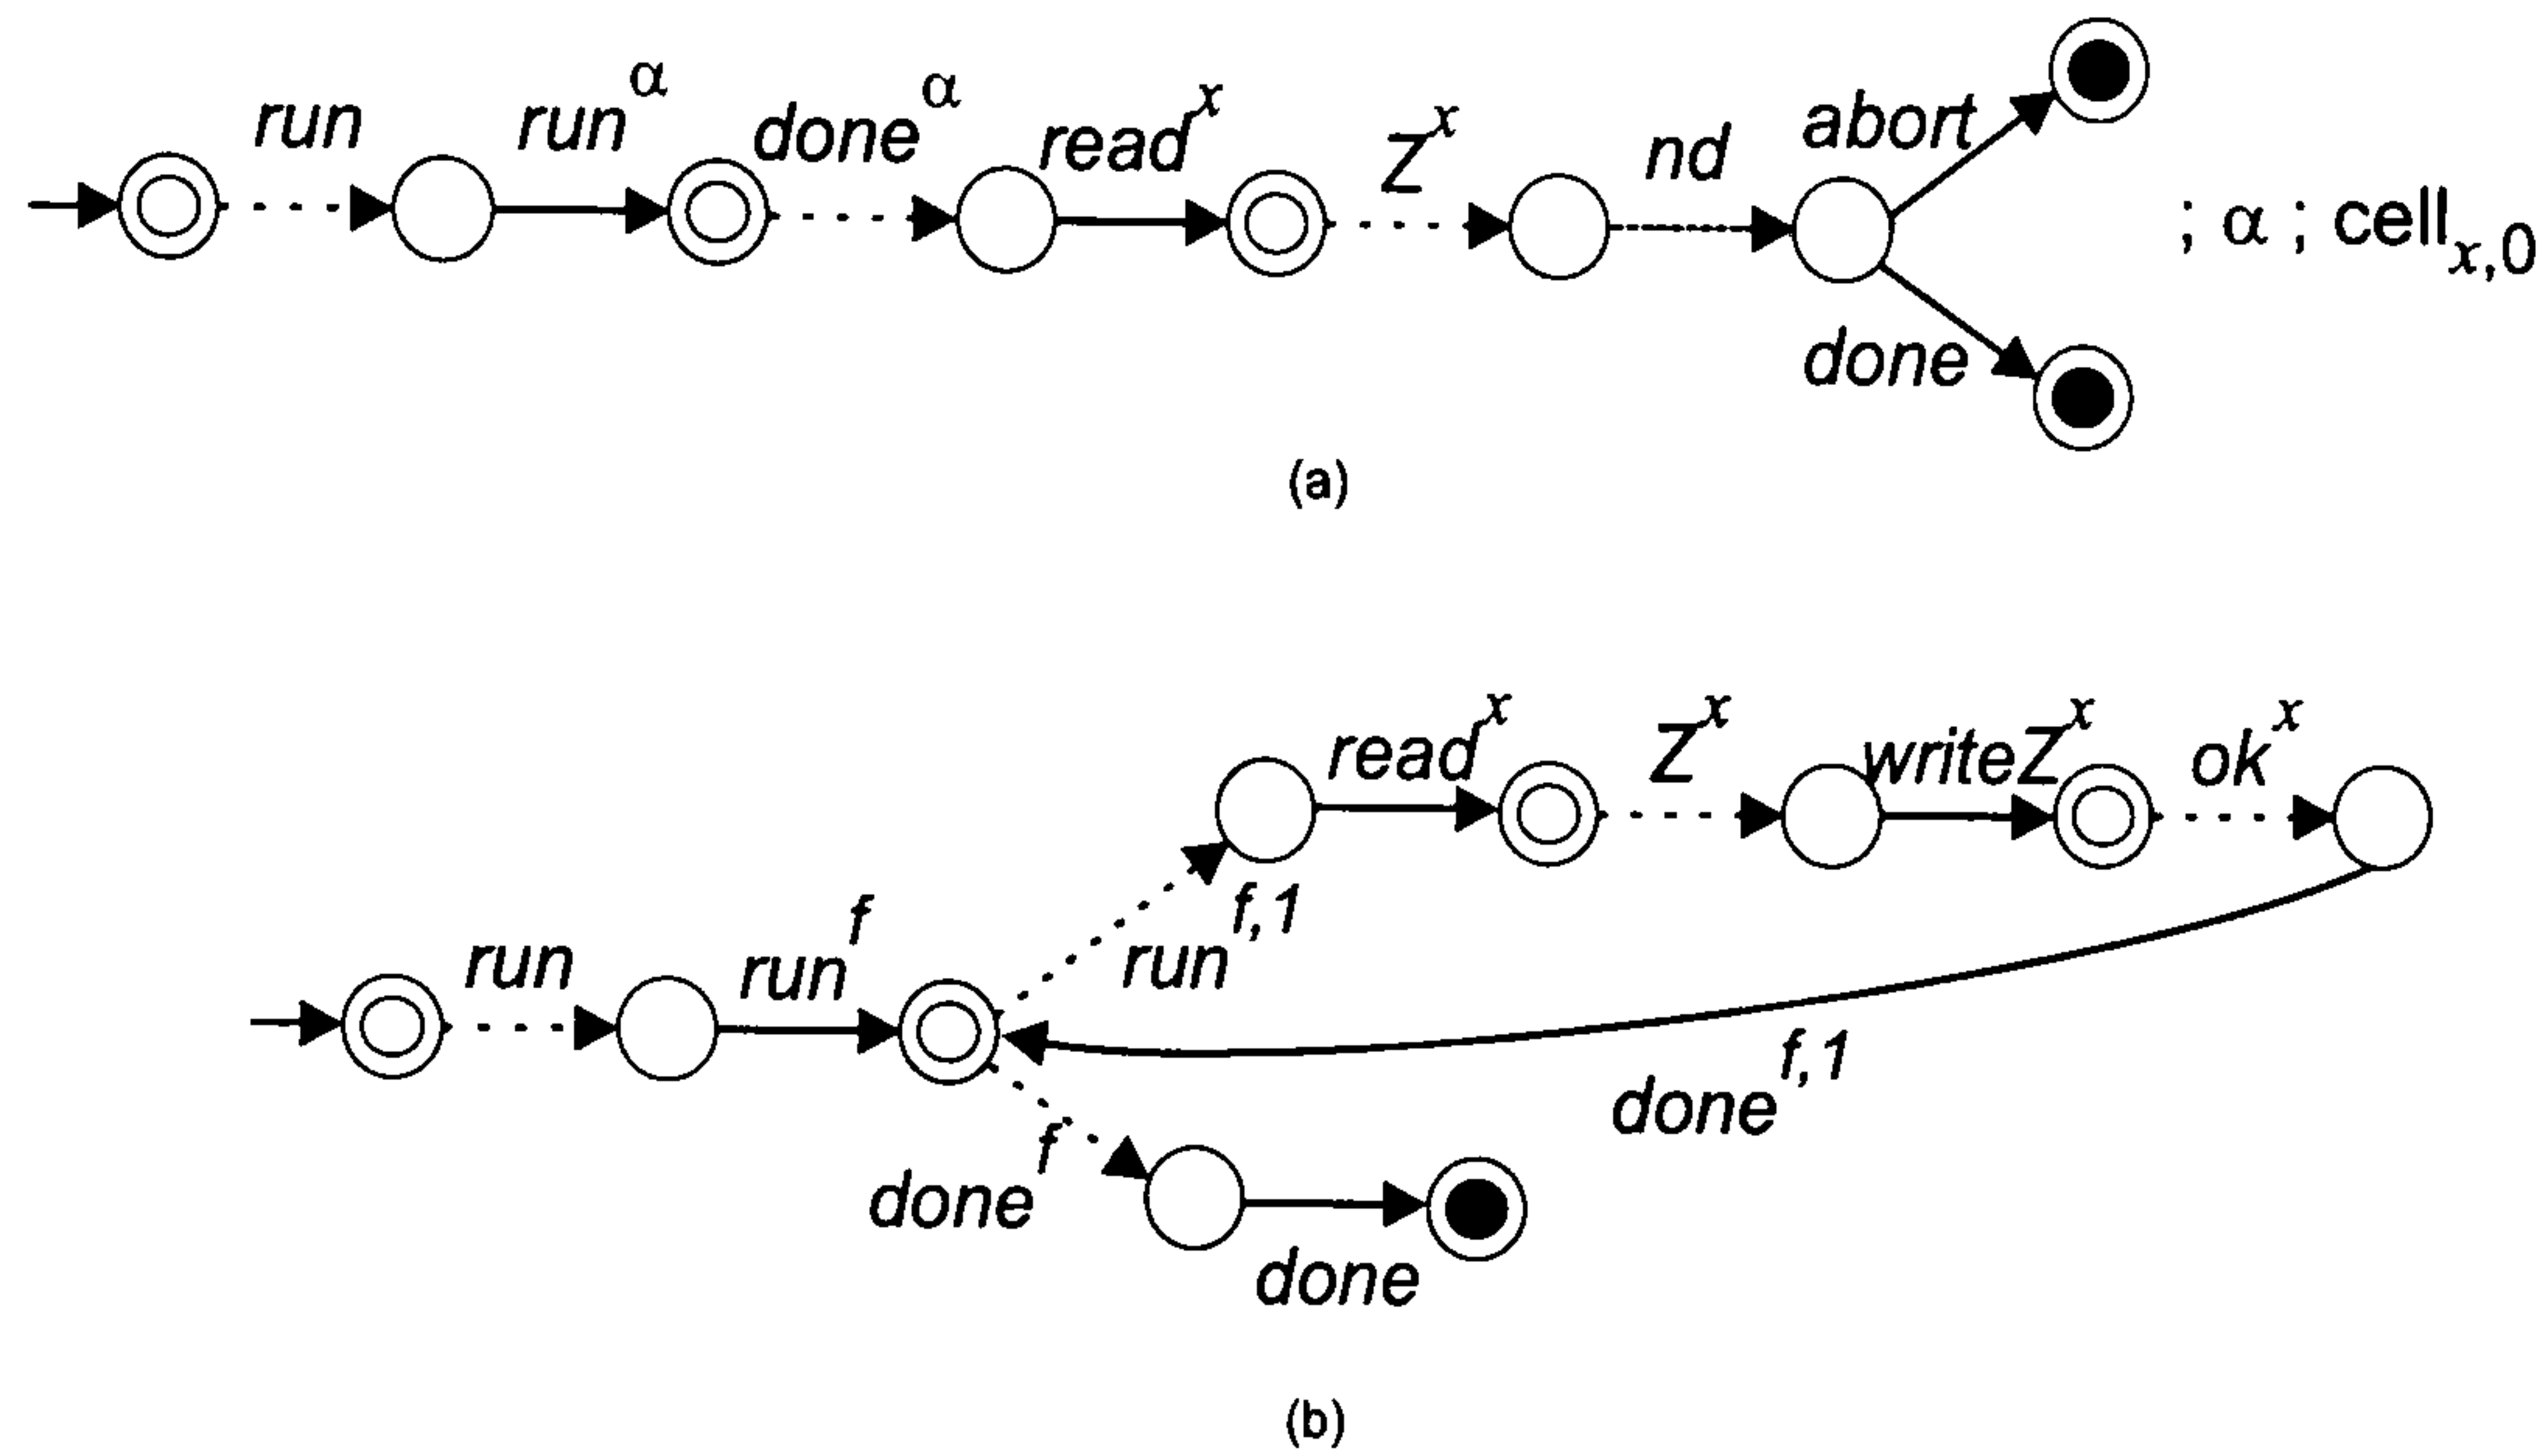 run run^α done^α read^x Z^x nd abort
; α ; cell_{x,0}
done
(a)
read^x Z^x writeZ^x ok^x
run run^f run^{f,1}
done^{f,1}
done^f
done
(b)